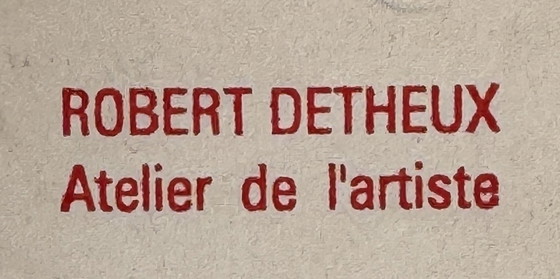 ROBERT DETHEUX
Atelier de l'artiste